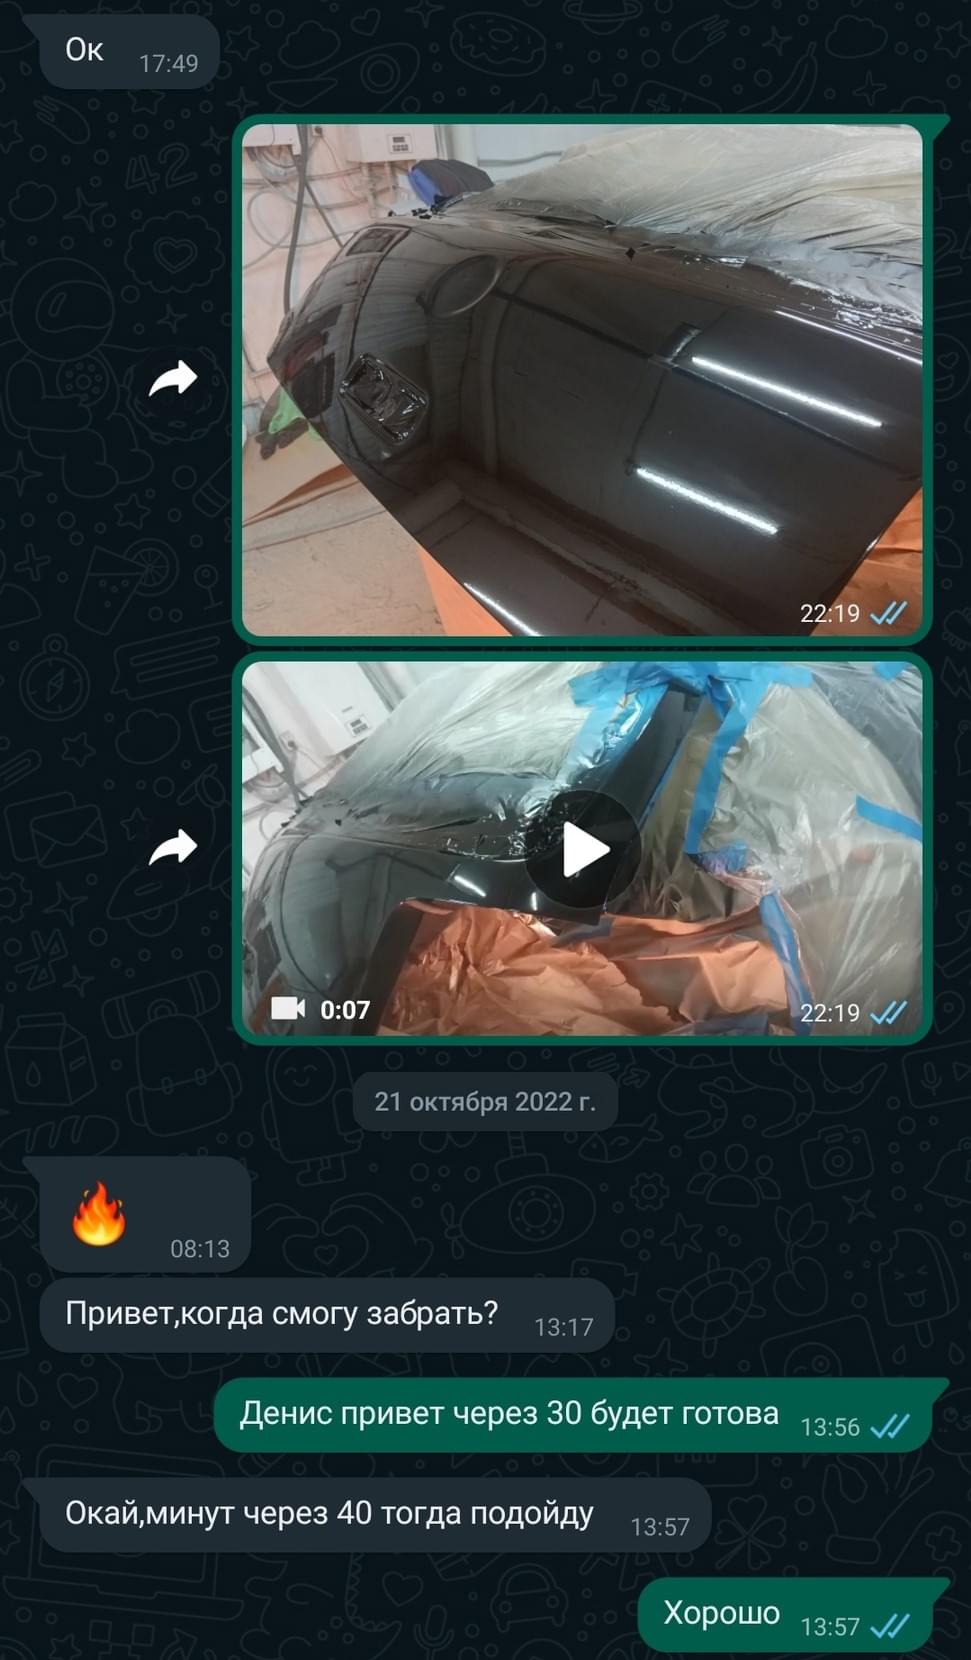 Ок
17:49
22:19
0:07
22:19
21 октября 2022 г.
08:13
Привет,когда смогу забрать?
13:17
Денис привет через 30 будет готова
13:56
Окай,минут через 40 тогда подойду
13:57
Хорошо
13:57